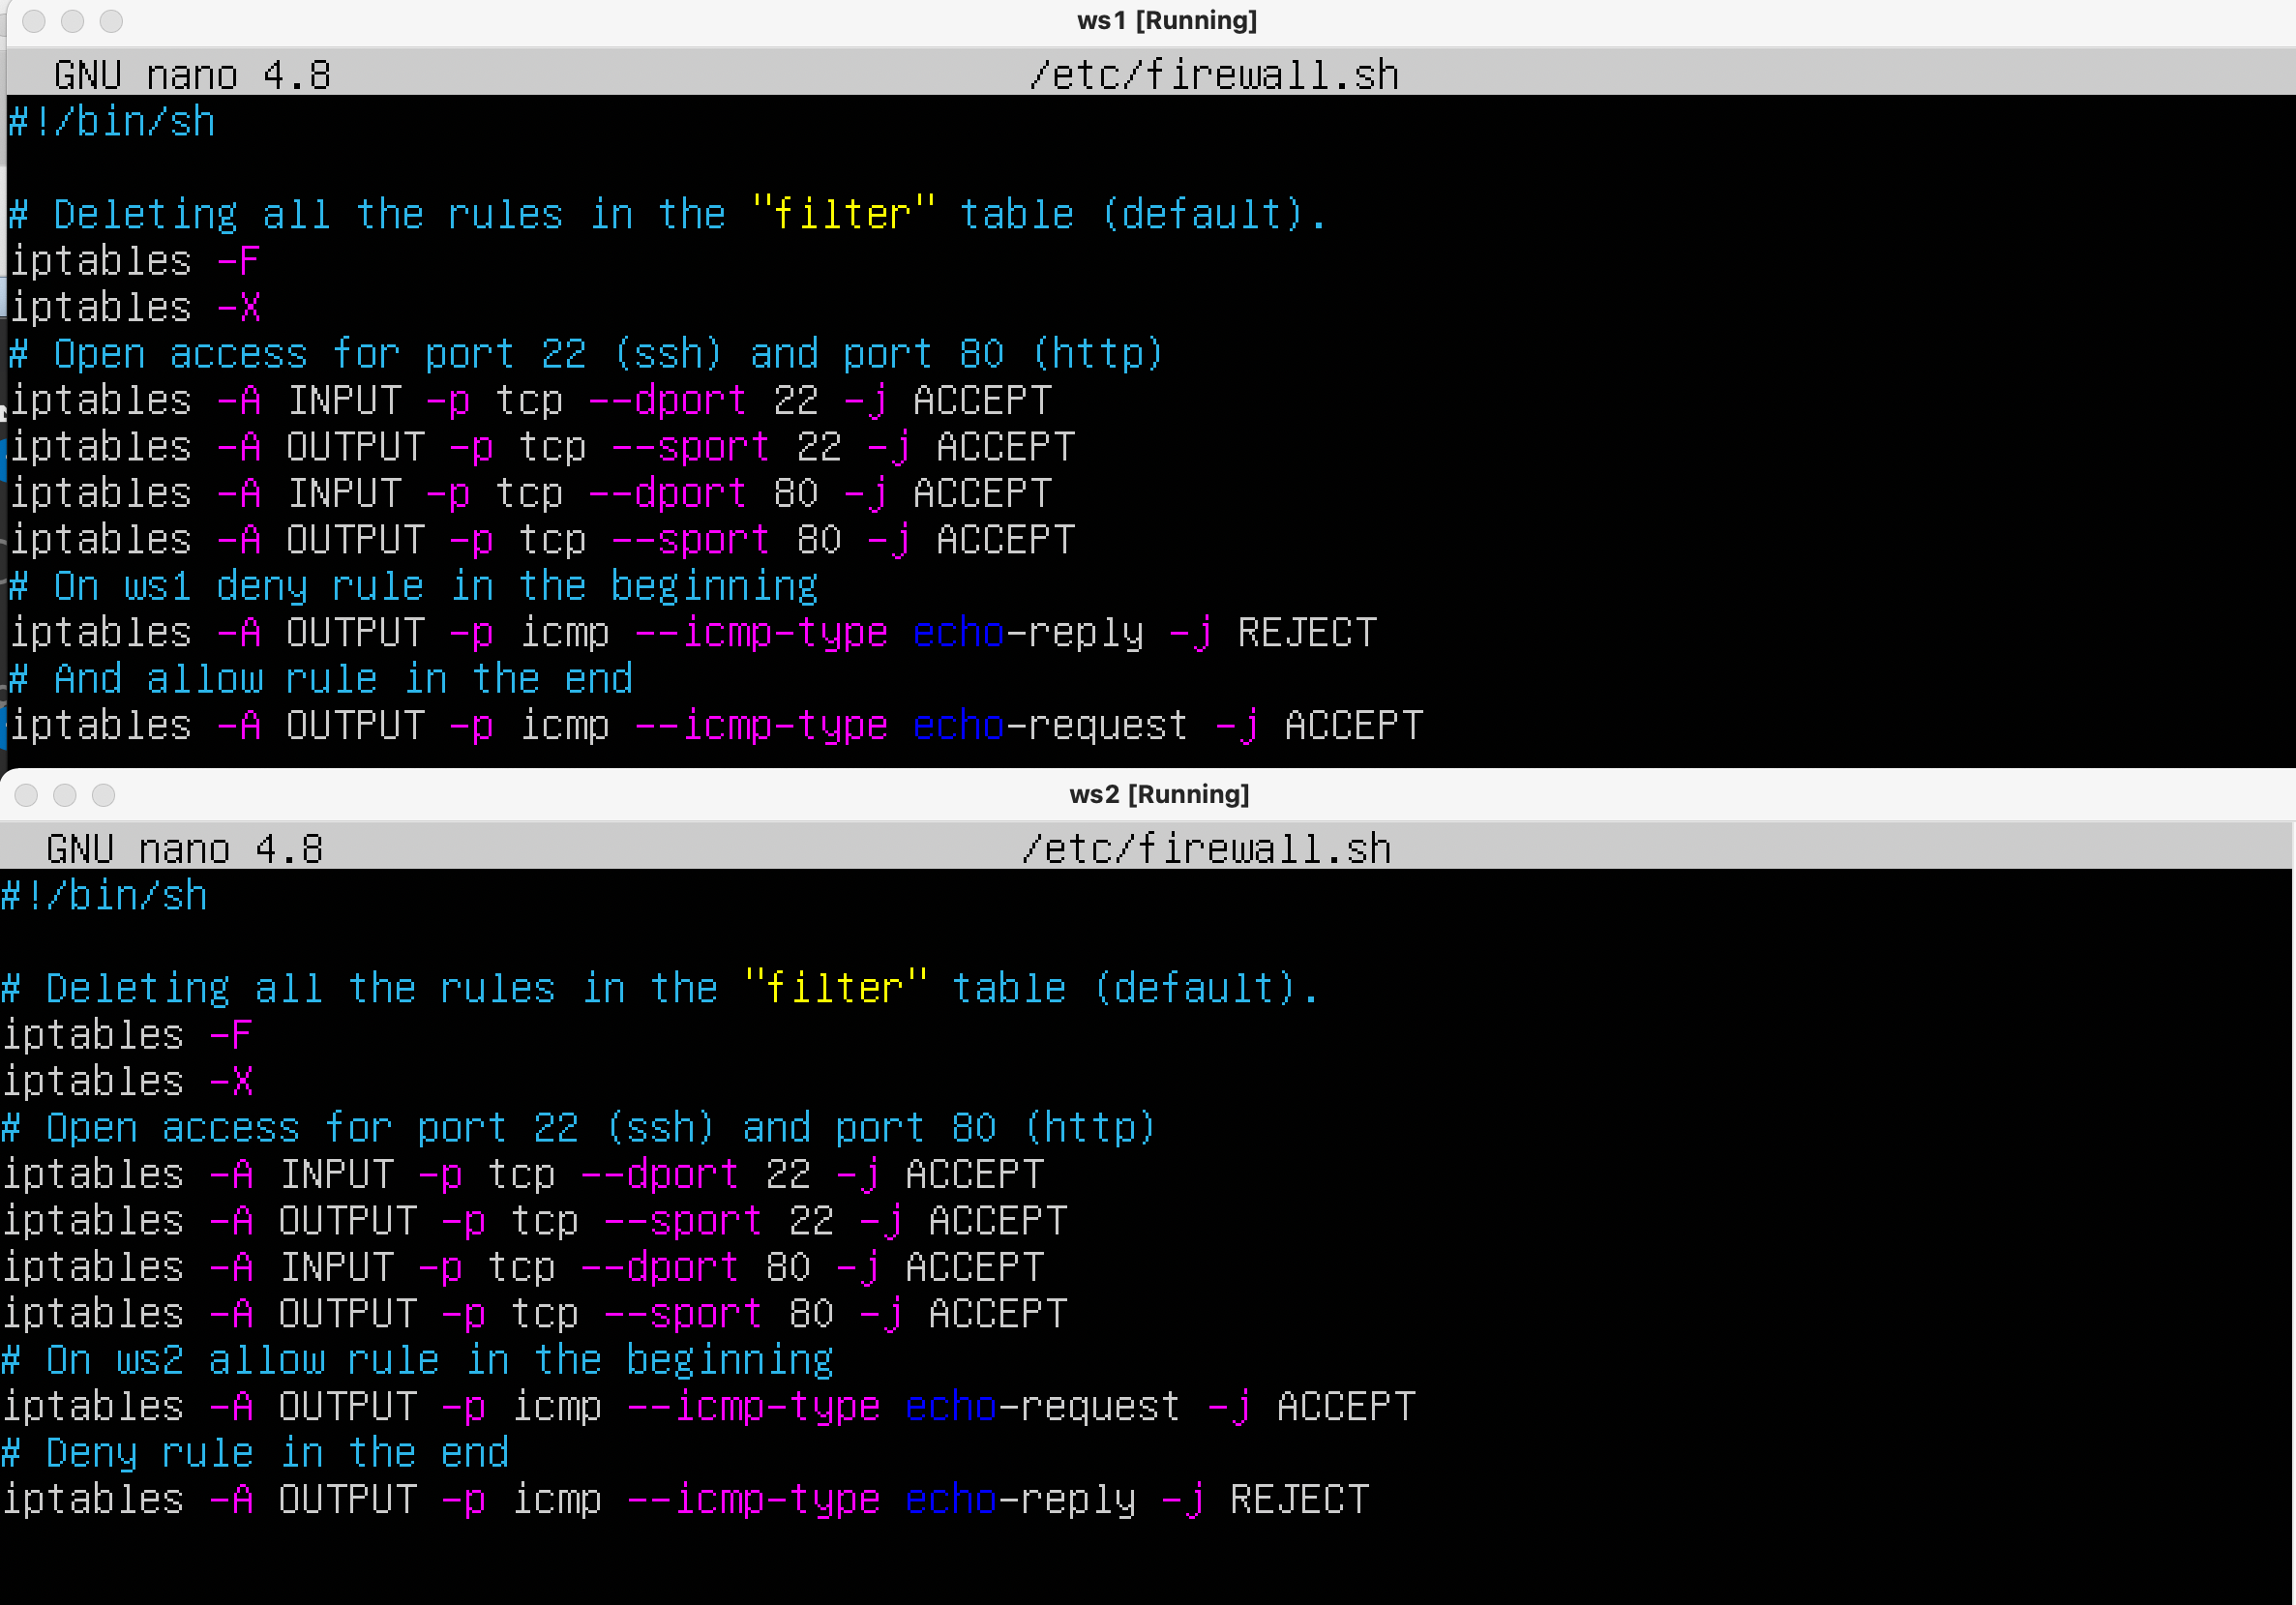 ws1 [Running]
GNU nano 4.8 /etc/firewall.sh
#!/bin/sh
# Deleting all the rules in the "filter" table (default).
iptables -F
iptables -X
# Open access for port 22 (ssh) and port 80 (http)
iptables -A INPUT -p tcp --dport 22 -j ACCEPT
iptables -A OUTPUT -p tcp --sport 22 -j ACCEPT
iptables -A INPUT -p tcp --dport 80 -j ACCEPT
iptables -A OUTPUT -p tcp --sport 80 -j ACCEPT
# On ws1 deny rule in the beginning
iptables -A OUTPUT -p icmp --icmp-type echo-reply -j REJECT
# And allow rule in the end
iptables -A OUTPUT -p icmp --icmp-type echo-request -j ACCEPT
ws2 [Running]
GNU nano 4.8 /etc/firewall.sh
#!/bin/sh
# Deleting all the rules in the "filter" table (default).
iptables -F
iptables -X
# Open access for port 22 (ssh) and port 80 (http)
iptables -A INPUT -p tcp --dport 22 -j ACCEPT
iptables -A OUTPUT -p tcp --sport 22 -j ACCEPT
iptables -A INPUT -p tcp --dport 80 -j ACCEPT
iptables -A OUTPUT -p tcp --sport 80 -j ACCEPT
# On ws2 allow rule in the beginning
iptables -A OUTPUT -p icmp --icmp-type echo-request -j ACCEPT
# Deny rule in the end
iptables -A OUTPUT -p icmp --icmp-type echo-reply -j REJECT